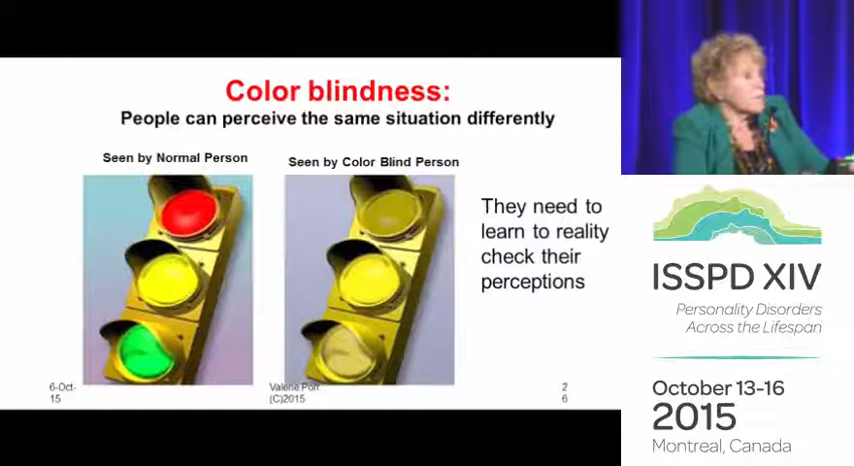 Color blindness:
People can perceive the same situation differently
Seen by Normal Person
Seen by Color Blind Person
They need to
learn to reality
check their
perceptions
6-Oct-
15
Valerie Porr
(C)2015
2
6
ISSPD XIV
Personality Disorders
Across the Lifespan
October 13-16
2015
Montreal, Canada